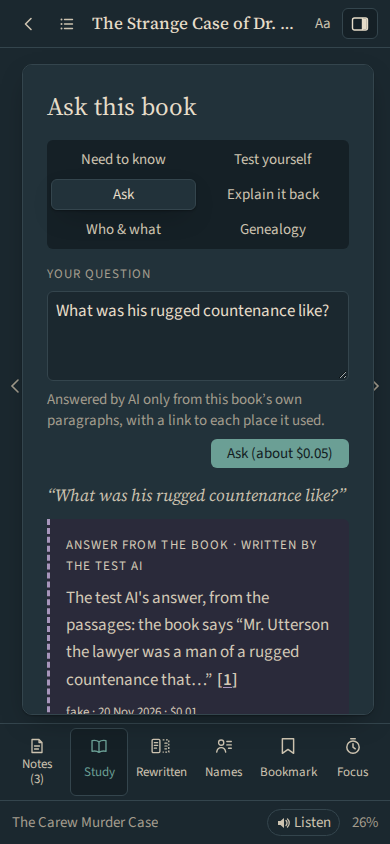 The Strange Case of Dr. ...
Aa
Ask this book
Need to know
Test yourself
Ask
Explain it back
Who & what
Genealogy
YOUR QUESTION
What was his rugged countenance like?
Answered by AI only from this book's own
paragraphs, with a link to each place it used.
Ask (about $0.05)
“What was his rugged countenance like?”
ANSWER FROM THE BOOK · WRITTEN BY
THE TEST AI
The test AI's answer, from the
passages: the book says “Mr. Utterson
the lawyer was a man of a rugged
countenance that…” [1]
fake · 20 Nov 2026 · $0.01
Notes
(3)
Study
Rewritten
Names
Bookmark
Focus
The Carew Murder Case
Listen
26%